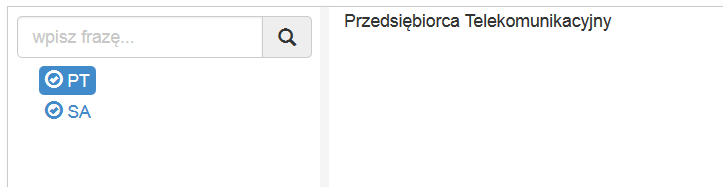 wpisz frazę...
PT
SA
Przedsiębiorca Telekomunikacyjny